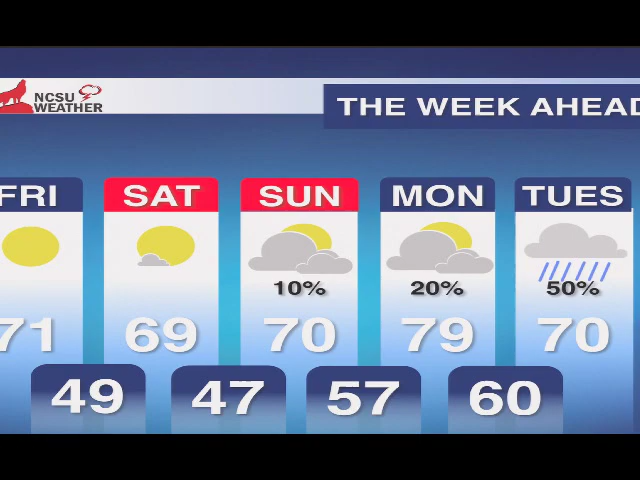 NCSU
WEATHER
THE WEEK AHEAD
FRI SAT SUN MON TUES
10% 20% 50%
71 69 70 79 70
49 47 57 60